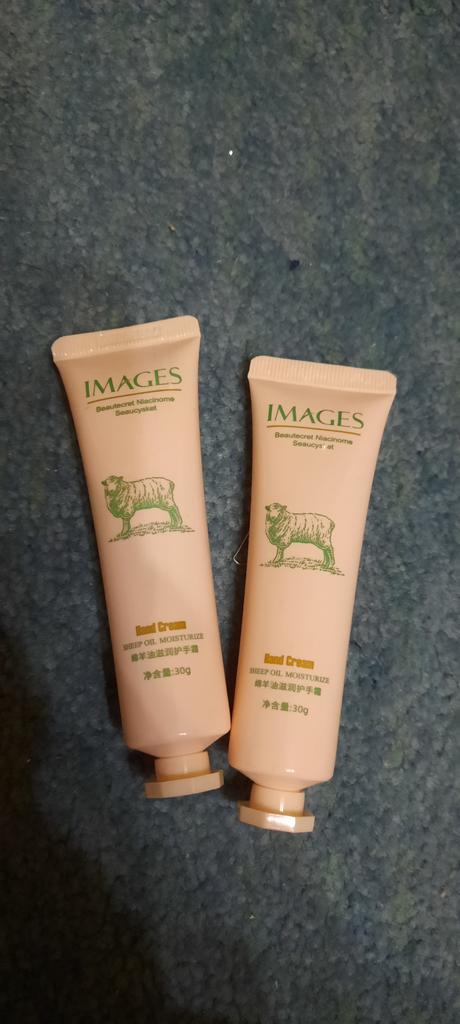 IMAGES
Beautecret Niacinome
Seaucysket
Hand Cream
SHEEP OIL MOISTURIZE
绵羊油滋润护手霜
净含量:30g
IMAGES
Beautecret Niacinome
Seaucysket
Hand Cream
SHEEP OIL MOISTURIZE
绵羊油滋润护手霜
净含量:30g